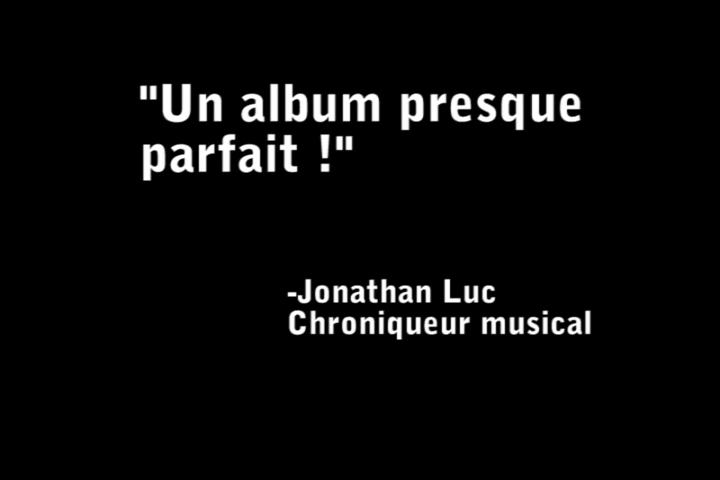 "Un album presque
parfait !"
-Jonathan Luc
Chroniqueur musical